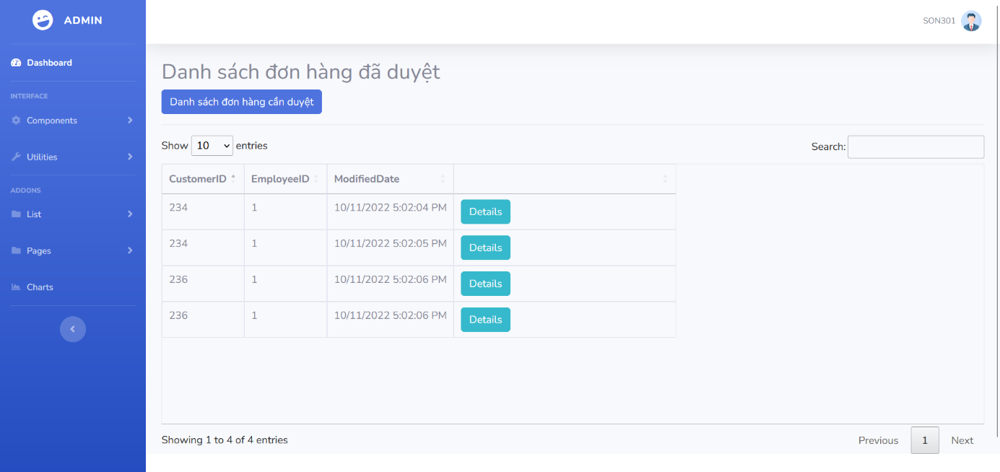 ADMIN
SON301
Dashboard
INTERFACE
Components
Utilities
ADDONS
List
Pages
Charts
Danh sách đơn hàng đã duyệt
Danh sách đơn hàng cần duyệt
Show 10 entries
Search:
CustomerID EmployeeID ModifiedDate
234 1 10/11/2022 5:02:04 PM Details
234 1 10/11/2022 5:02:05 PM Details
236 1 10/11/2022 5:02:06 PM Details
236 1 10/11/2022 5:02:06 PM Details
Showing 1 to 4 of 4 entries
Previous 1 Next